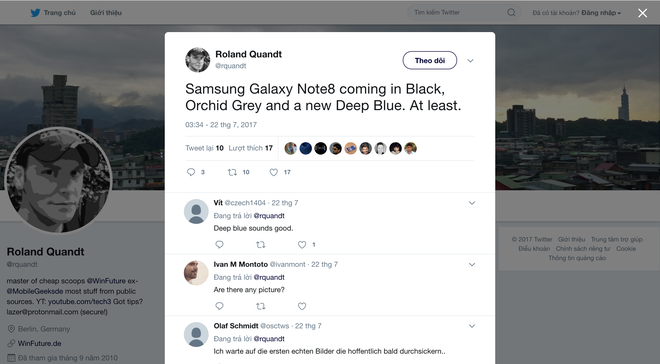 Trang chủ Giới thiệu Tìm kiếm Twitter Đã có tài khoản? Đăng nhập
Roland Quandt
@rquandt
Theo dõi
Samsung Galaxy Note8 coming in Black,
Orchid Grey and a new Deep Blue. At least.
03:34 - 22 thg 7, 2017
Tweet lại 10 Lượt thích 17
3 10 17
Vít @czech1404 · 22 thg 7
Đang trả lời @rquandt
Deep blue sounds good.
1
Ivan M Montoto @ivanmont · 22 thg 7
Đang trả lời @rquandt
Are there any picture?
Olaf Schmidt @osctws · 22 thg 7
Đang trả lời @rquandt
Ich warte auf die ersten echten Bilder die hoffentlich bald durchsickern..
Roland Quandt
@rquandt
master of cheap scoops @WinFuture ex-
@MobileGeeksde most stuff from public
sources. YT: youtube.com/tech3 Got tips?
lazer@protonmail.com (secure!)
Berlin, Germany
WinFuture.de
Đã tham gia tháng 9 năm 2010
© 2017 Twitter Giới thiệu Trung tâm trợ giúp
Điều khoản Chính sách riêng tư Cookie
Thông tin quảng cáo